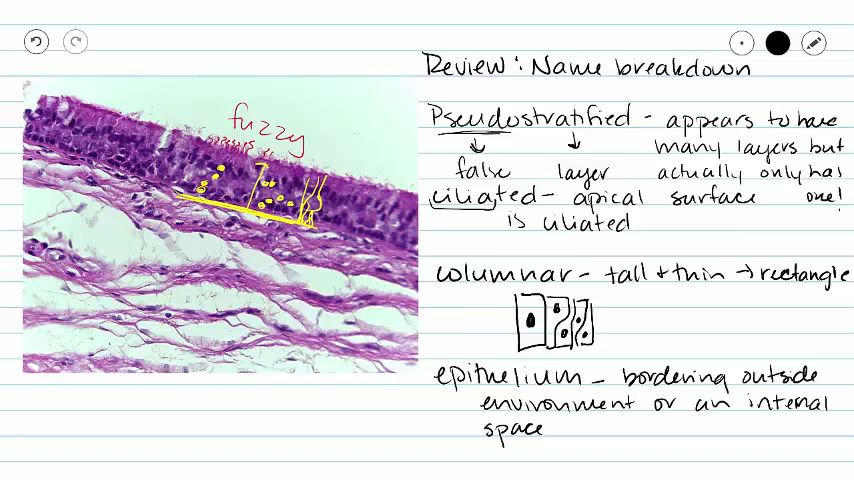 Review: Name breakdown
fuzzy
Pseudostratified - appears to have
many layers but
false layer actually only has
ciliated - apical surface one!
is ciliated
columnar - tall + thin → rectangle
epithelium - bordering outside
environment or an internal
space